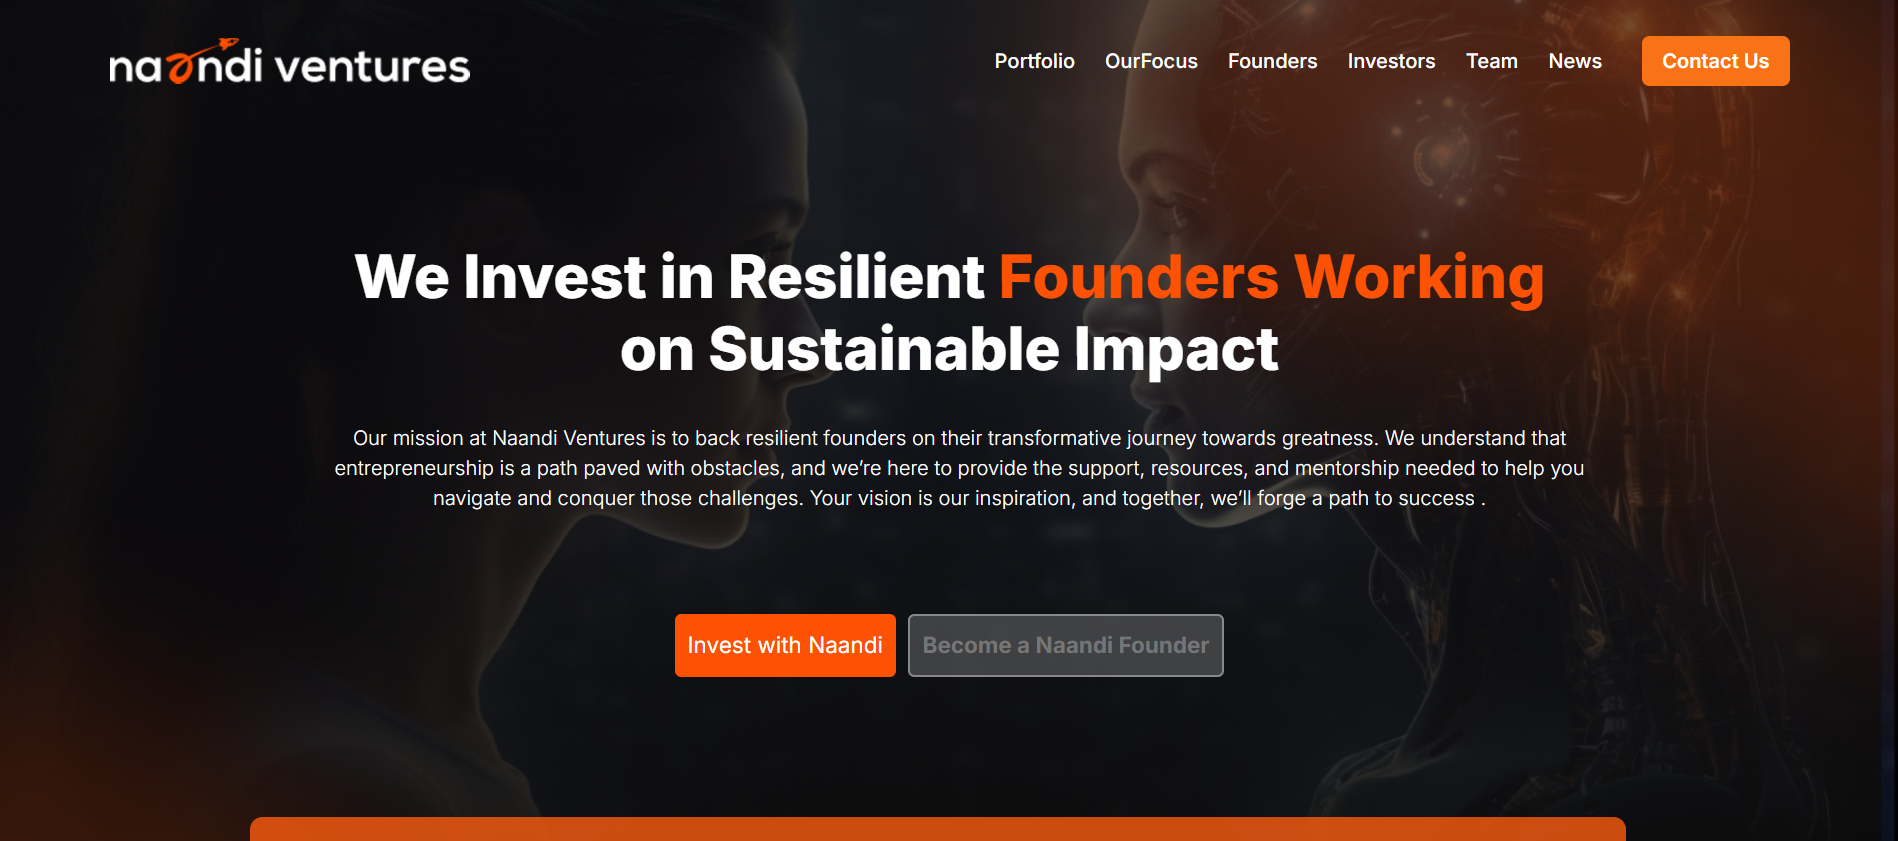 naandi ventures
Portfolio
OurFocus
Founders
Investors
Team
News
Contact Us
We Invest in Resilient Founders Working
on Sustainable Impact
Our mission at Naandi Ventures is to back resilient founders on their transformative journey towards greatness. We understand that
entrepreneurship is a path paved with obstacles, and we’re here to provide the support, resources, and mentorship needed to help you
navigate and conquer those challenges. Your vision is our inspiration, and together, we’ll forge a path to success .
Invest with Naandi
Become a Naandi Founder